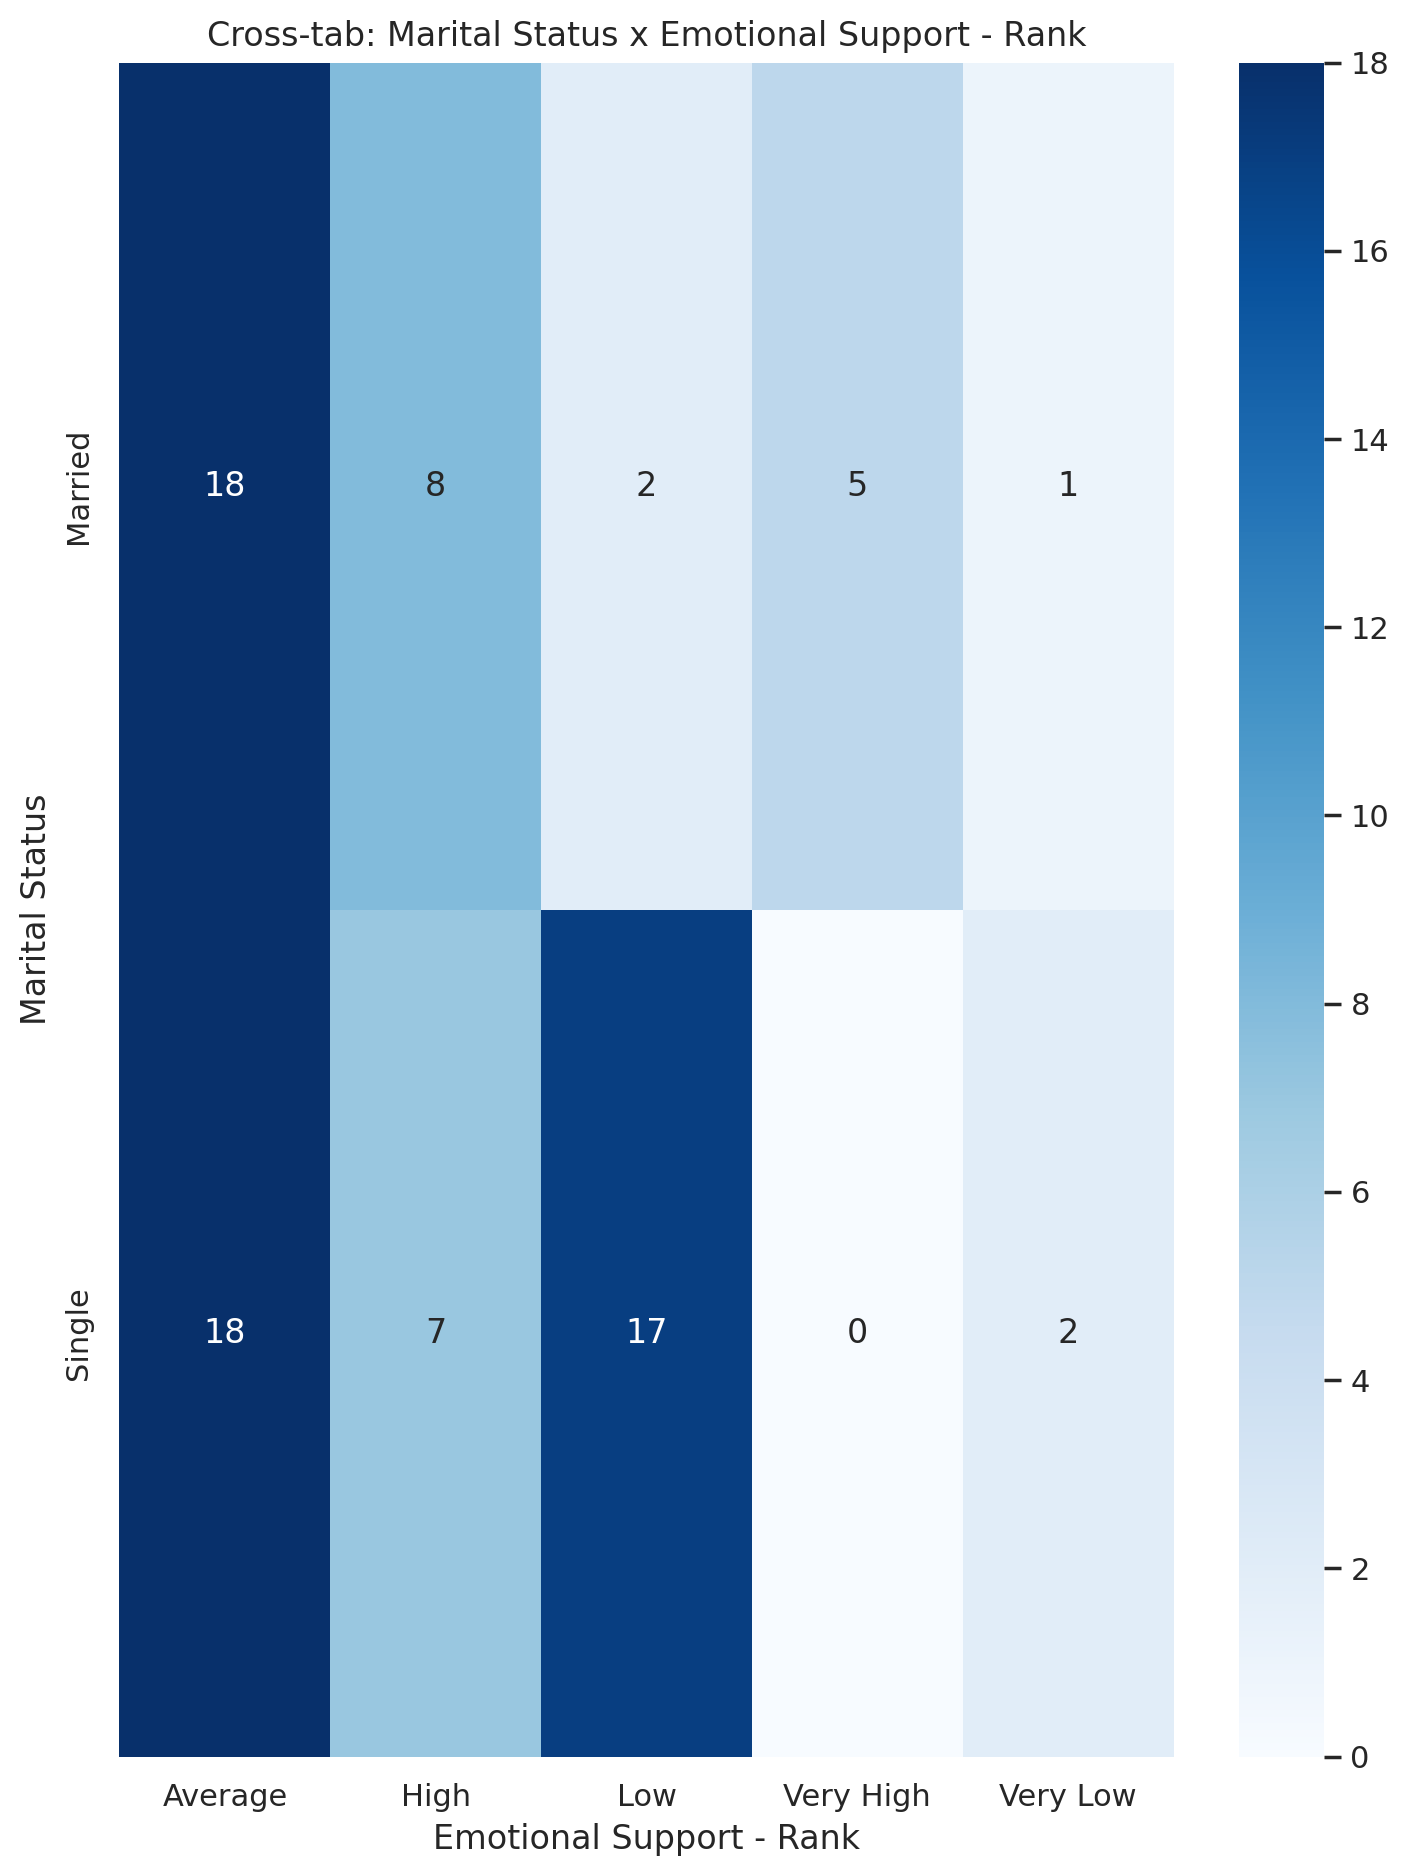 Cross-tab: Marital Status x Emotional Support - Rank
Marital Status
Married
18 8 2 5 1
Single
18 7 17 0 2
Average High Low Very High Very Low
Emotional Support - Rank
18
16
14
12
10
8
6
4
2
0